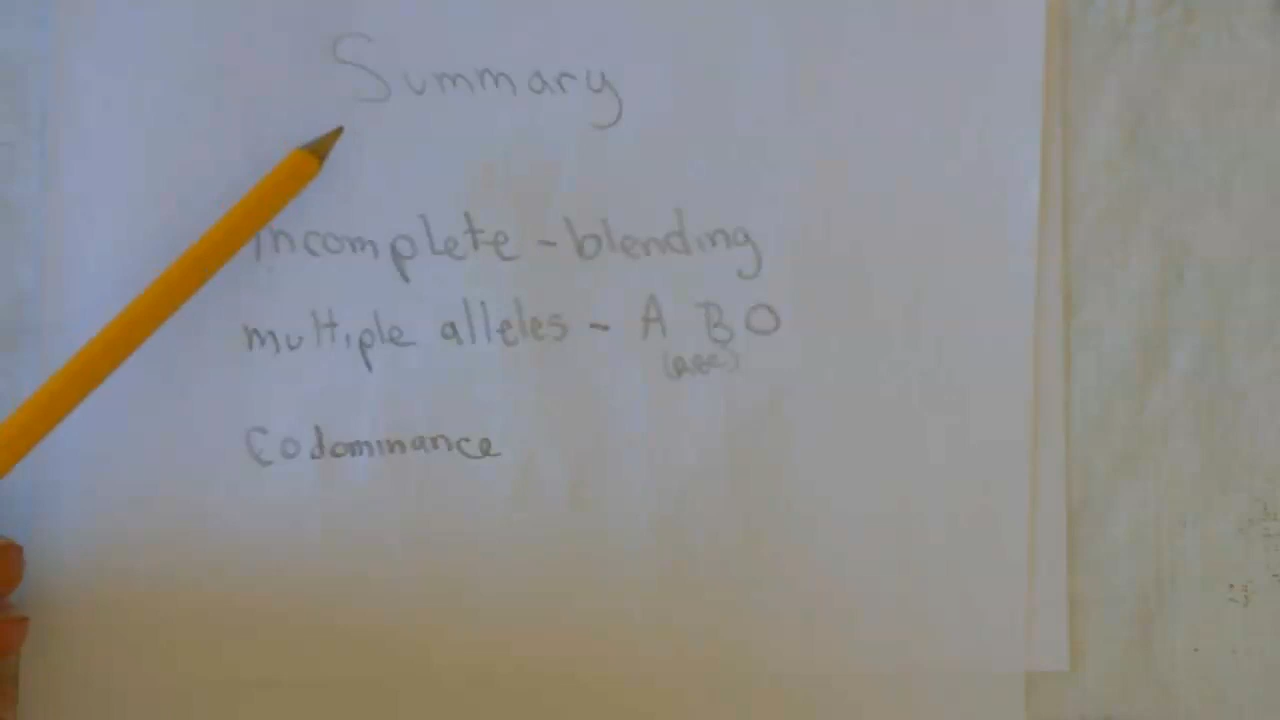 Summary
incomplete - blending
multiple alleles - A B O
Codominance